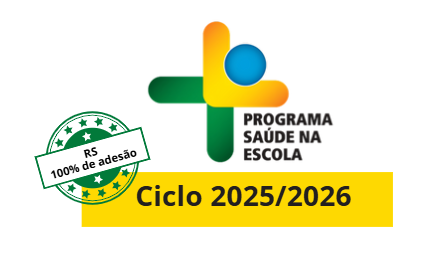 PROGRAMA
SAÚDE NA
ESCOLA
RS
100% de adesão
Ciclo 2025/2026